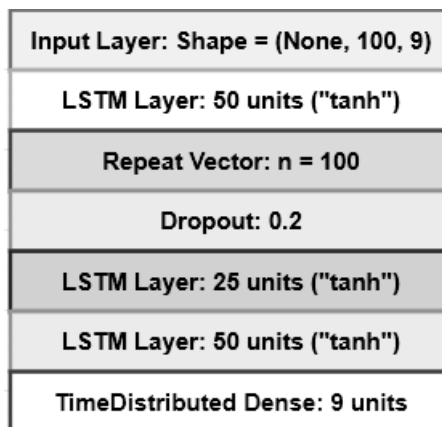 Input Layer: Shape = (None, 100, 9)
LSTM Layer: 50 units ("tanh")
Repeat Vector: n = 100
Dropout: 0.2
LSTM Layer: 25 units ("tanh")
LSTM Layer: 50 units ("tanh")
TimeDistributed Dense: 9 units